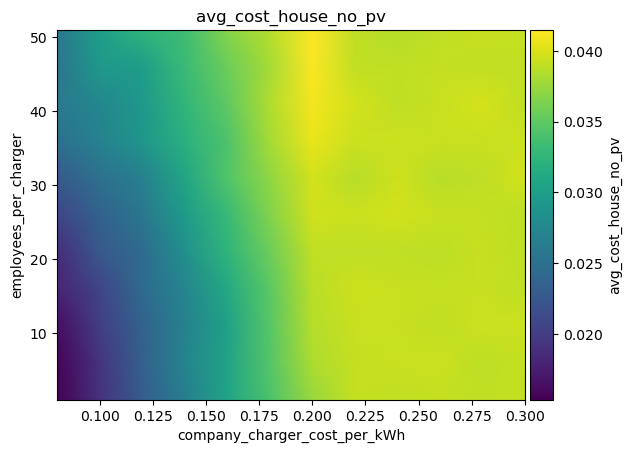 avg_cost_house_no_pv
50
40
30
20
10
employees_per_charger
0.100 0.125 0.150 0.175 0.200 0.225 0.250 0.275 0.300
company_charger_cost_per_kWh
0.040
0.035
0.030
0.025
0.020
avg_cost_house_no_pv